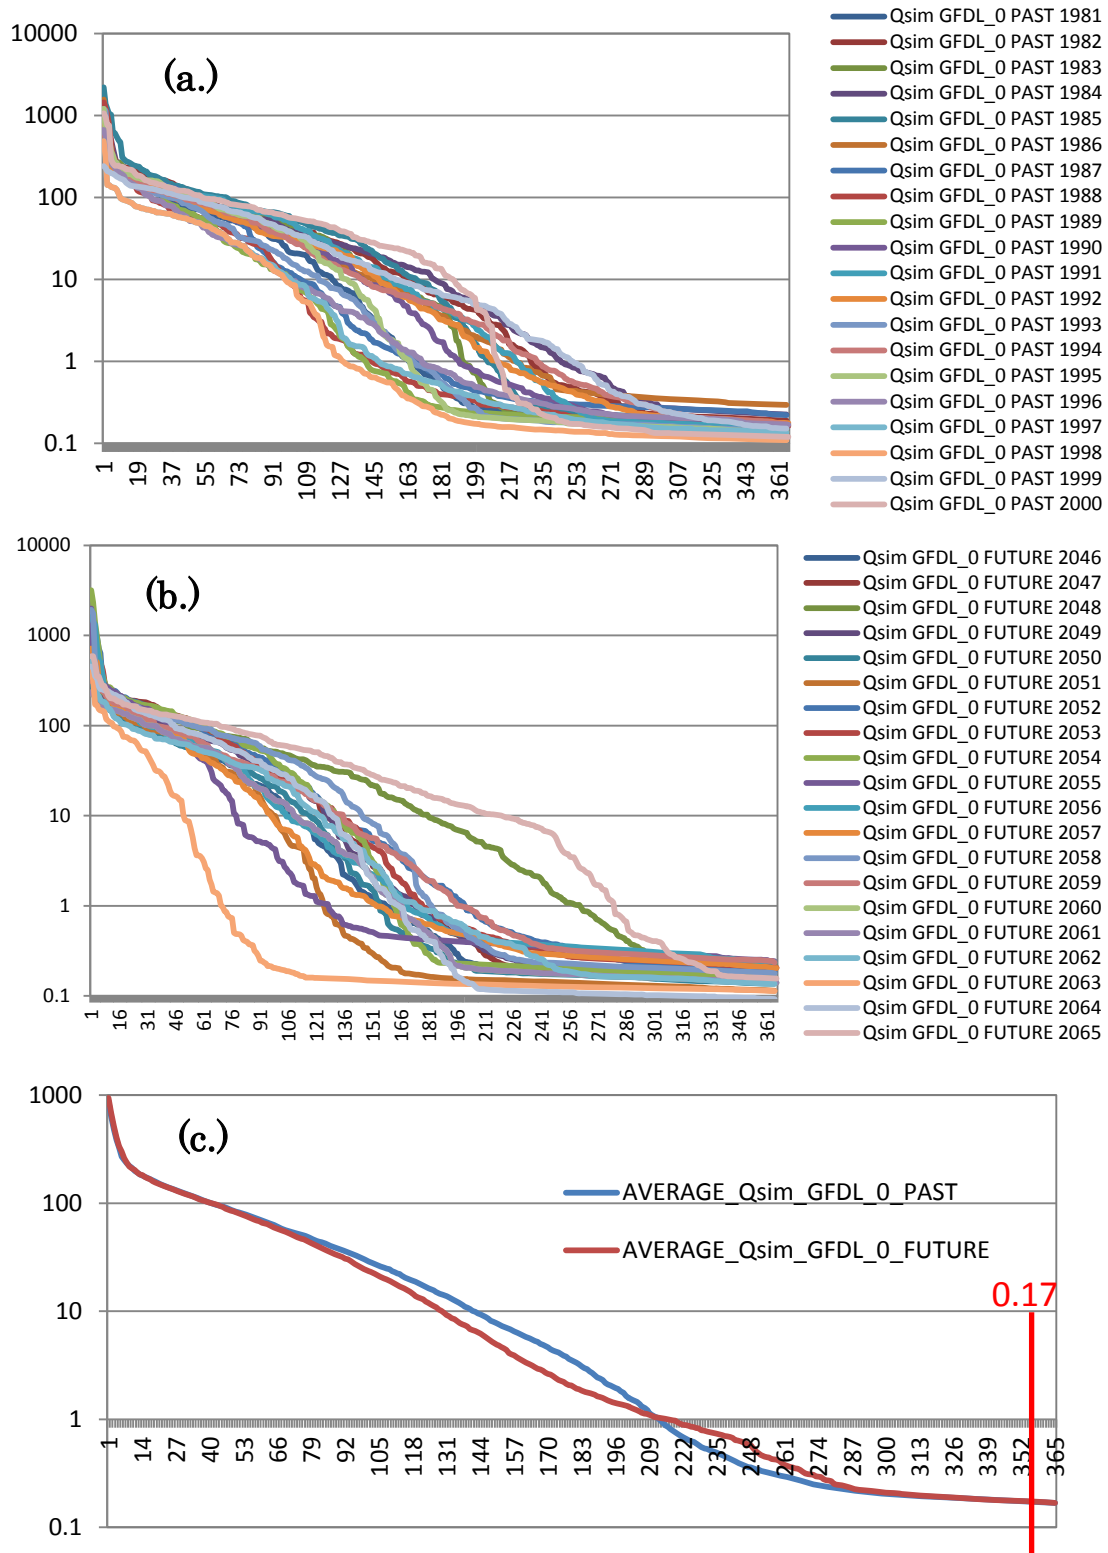 (a.)
10000
1000
100
10
1
0.1
1 19 37 55 73 91 109 127 145 163 181 199 217 235 253 271 289 307 325 343 361
Qsim GFDL_0 PAST 1981
Qsim GFDL_0 PAST 1982
Qsim GFDL_0 PAST 1983
Qsim GFDL_0 PAST 1984
Qsim GFDL_0 PAST 1985
Qsim GFDL_0 PAST 1986
Qsim GFDL_0 PAST 1987
Qsim GFDL_0 PAST 1988
Qsim GFDL_0 PAST 1989
Qsim GFDL_0 PAST 1990
Qsim GFDL_0 PAST 1991
Qsim GFDL_0 PAST 1992
Qsim GFDL_0 PAST 1993
Qsim GFDL_0 PAST 1994
Qsim GFDL_0 PAST 1995
Qsim GFDL_0 PAST 1996
Qsim GFDL_0 PAST 1997
Qsim GFDL_0 PAST 1998
Qsim GFDL_0 PAST 1999
Qsim GFDL_0 PAST 2000
(b.)
10000
1000
100
10
1
0.1
1 16 31 46 61 76 91 106 121 136 151 166 181 196 211 226 241 256 271 286 301 316 331 346 361
Qsim GFDL_0 FUTURE 2046
Qsim GFDL_0 FUTURE 2047
Qsim GFDL_0 FUTURE 2048
Qsim GFDL_0 FUTURE 2049
Qsim GFDL_0 FUTURE 2050
Qsim GFDL_0 FUTURE 2051
Qsim GFDL_0 FUTURE 2052
Qsim GFDL_0 FUTURE 2053
Qsim GFDL_0 FUTURE 2054
Qsim GFDL_0 FUTURE 2055
Qsim GFDL_0 FUTURE 2056
Qsim GFDL_0 FUTURE 2057
Qsim GFDL_0 FUTURE 2058
Qsim GFDL_0 FUTURE 2059
Qsim GFDL_0 FUTURE 2060
Qsim GFDL_0 FUTURE 2061
Qsim GFDL_0 FUTURE 2062
Qsim GFDL_0 FUTURE 2063
Qsim GFDL_0 FUTURE 2064
Qsim GFDL_0 FUTURE 2065
(c.)
1000
100
10
1
0.1
AVERAGE_Qsim_GFDL_0_PAST
AVERAGE_Qsim_GFDL_0_FUTURE
0.17
1 14 27 40 53 66 79 92 105 118 131 144 157 170 183 196 209 222 235 248 261 274 287 300 313 326 339 352 365